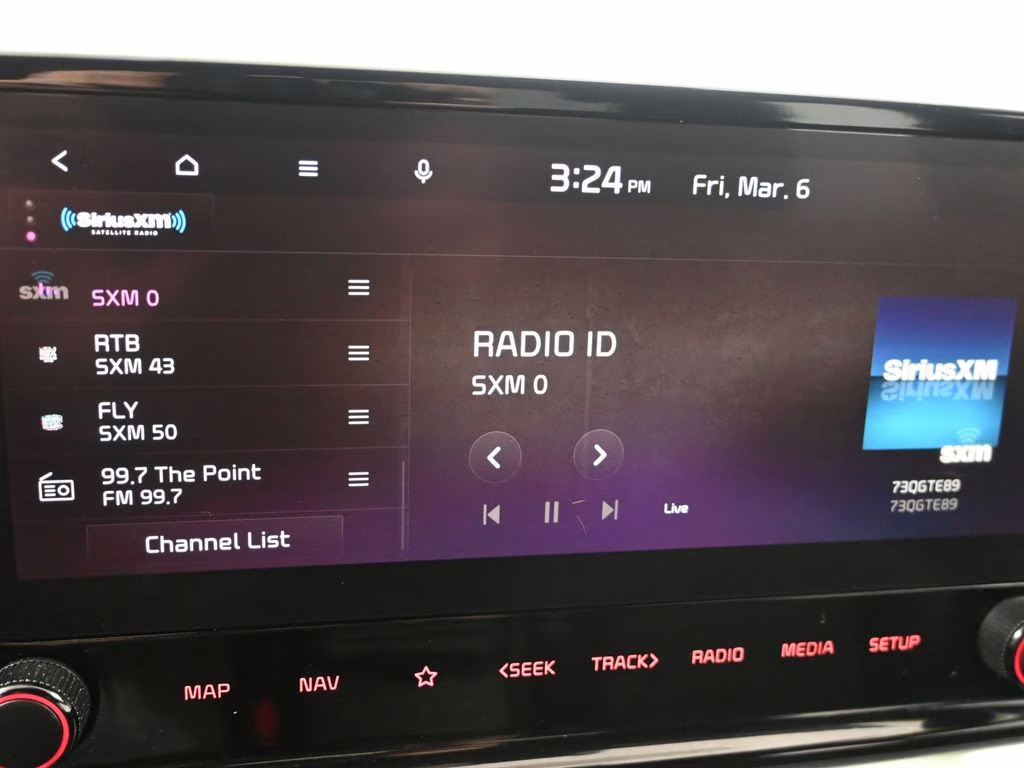 3:24 PM Fri, Mar. 6
SiriusXM
SATELLITE RADIO
sxm
SXM 0
RTB
SXM 43
FLY
SXM 50
99.7 The Point
FM 99.7
Channel List
RADIO ID
SXM 0
Live
SiriusXM
sxm
73QGTE89
73QGTE89
MAP
NAV
<SEEK
TRACK>
RADIO
MEDIA
SETUP